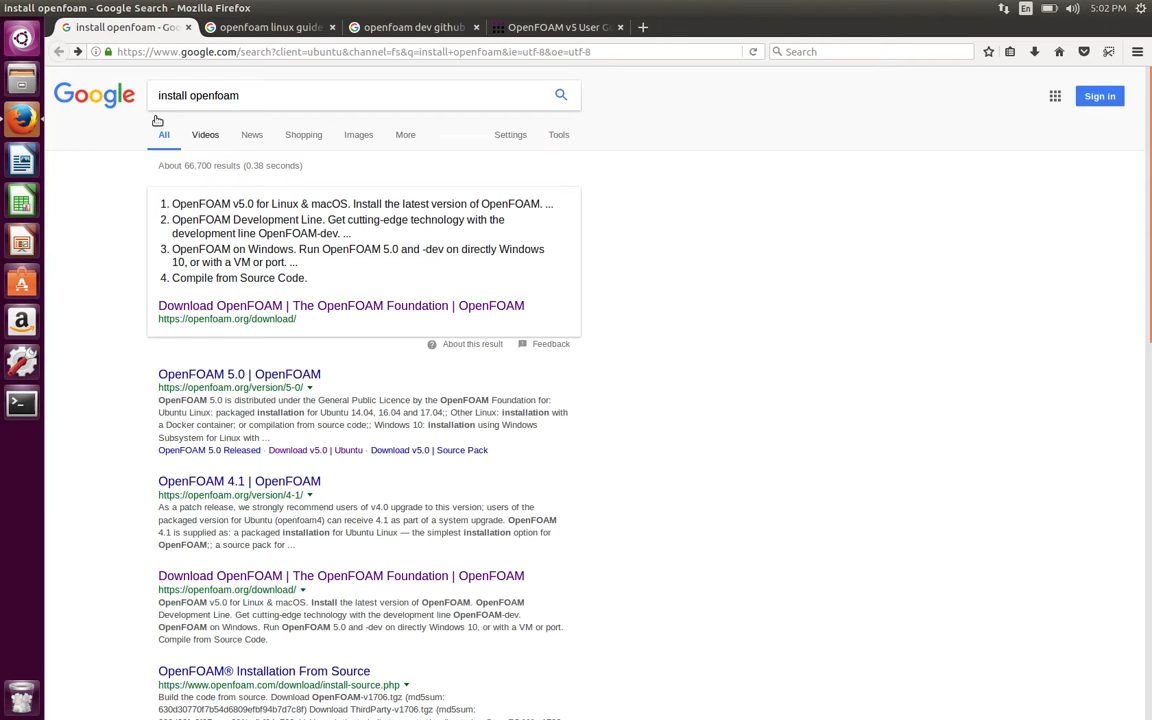 install openfoam - Google Search - Mozilla Firefox
En
5:02 PM
install openfoam - Goo
openfoam linux guide
openfoam dev github
OpenFOAM v5 User G
https://www.google.com/search?client=ubuntu&channel=fs&q=install+openfoam&ie=utf-8&oe=utf-8
Search
Google
install openfoam
Sign in
All
Videos
News
Shopping
Images
More
Settings
Tools
About 66,700 results (0.38 seconds)
1. OpenFOAM v5.0 for Linux & macOS. Install the latest version of OpenFOAM. ...
2. OpenFOAM Development Line. Get cutting-edge technology with the
development line OpenFOAM-dev. ...
3. OpenFOAM on Windows. Run OpenFOAM 5.0 and -dev on directly Windows
10, or with a VM or port. ...
4. Compile from Source Code.
Download OpenFOAM | The OpenFOAM Foundation | OpenFOAM
https://openfoam.org/download/
About this result
Feedback
OpenFOAM 5.0 | OpenFOAM
https://openfoam.org/version/5-0/
OpenFOAM 5.0 is distributed under the General Public Licence by the OpenFOAM Foundation for:
Ubuntu Linux: packaged installation for Ubuntu 14.04, 16.04 and 17.04;; Other Linux: installation with
a Docker container; or compilation from source code;; Windows 10: installation using Windows
Subsystem for Linux with ...
OpenFOAM 5.0 Released · Download v5.0 | Ubuntu · Download v5.0 | Source Pack
OpenFOAM 4.1 | OpenFOAM
https://openfoam.org/version/4-1/
As a patch release, we strongly recommend users of v4.0 upgrade to this version; users of the
packaged version for Ubuntu (openfoam4) can receive 4.1 as part of a system upgrade. OpenFOAM
4.1 is supplied as: a packaged installation for Ubuntu Linux — the simplest installation option for
OpenFOAM;; a source pack for ...
Download OpenFOAM | The OpenFOAM Foundation | OpenFOAM
https://openfoam.org/download/
OpenFOAM v5.0 for Linux & macOS. Install the latest version of OpenFOAM. OpenFOAM
Development Line. Get cutting-edge technology with the development line OpenFOAM-dev.
OpenFOAM on Windows. Run OpenFOAM 5.0 and -dev on directly Windows 10, or with a VM or port.
Compile from Source Code.
OpenFOAM® Installation From Source
https://www.openfoam.com/download/install-source.php
Build the code from source. Download OpenFOAM-v1706.tgz (md5sum:
630d30770f7b54d6809efbf94b7d7c8f) Download ThirdParty-v1706.tgz (md5sum: